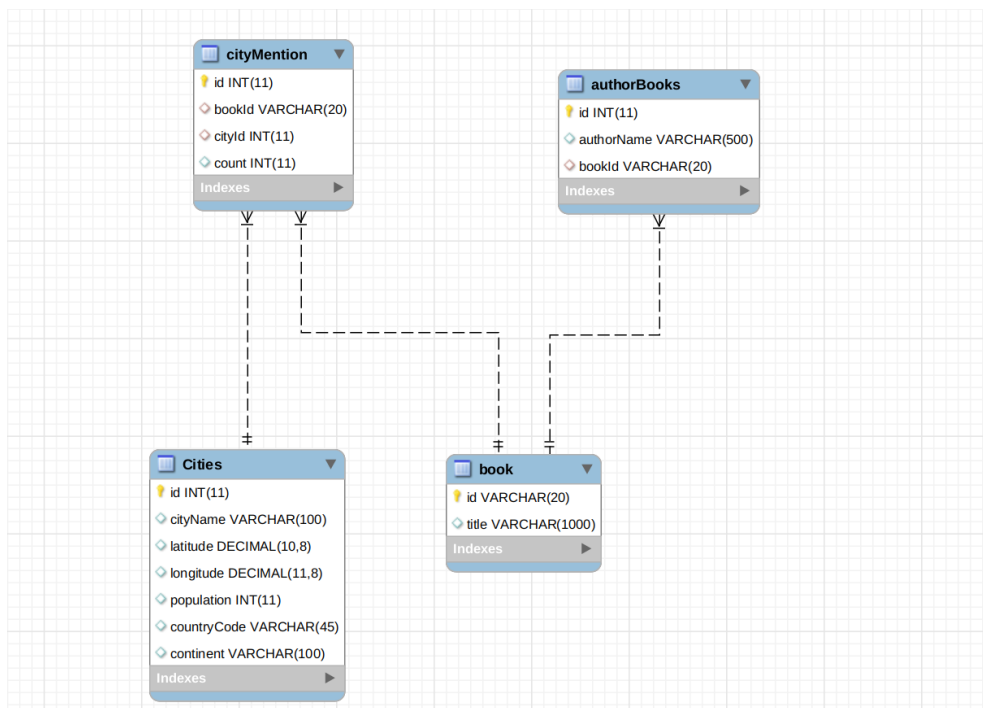 cityMention
id INT(11)
bookId VARCHAR(20)
cityId INT(11)
count INT(11)
Indexes
authorBooks
id INT(11)
authorName VARCHAR(500)
bookId VARCHAR(20)
Indexes
Cities
id INT(11)
cityName VARCHAR(100)
latitude DECIMAL(10,8)
longitude DECIMAL(11,8)
population INT(11)
countryCode VARCHAR(45)
continent VARCHAR(100)
Indexes
book
id VARCHAR(20)
title VARCHAR(1000)
Indexes